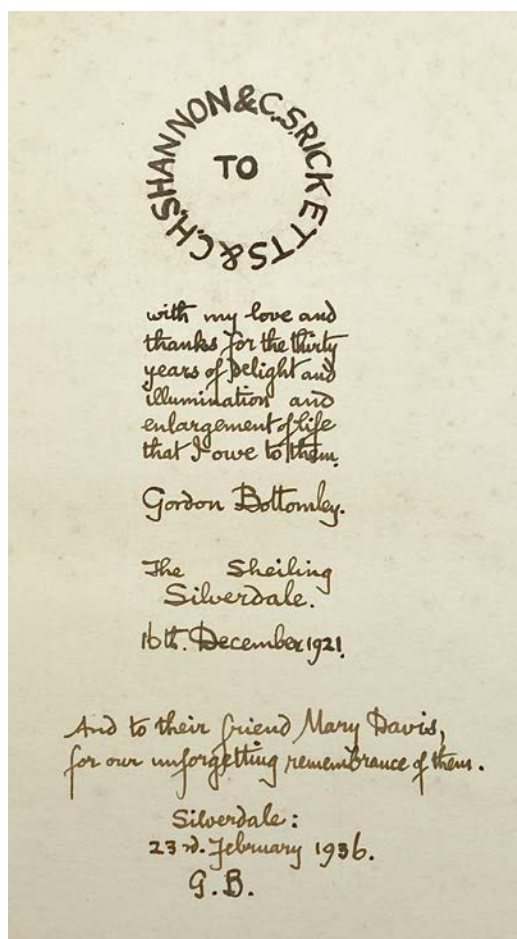 C.H.SHANNON & C.S.RICKETTS &
TO
with my love and
thanks for the thirty
years of Delight and
illumination and
enlargement of life
that I owe to them.
Gordon Bottomley.
The Sheiling
Silverdale.
16th. December 1921.
And to their friend Mary Davis,
for our unforgetting remembrance of them.
Silverdale:
23rd. February 1936.
G.B.